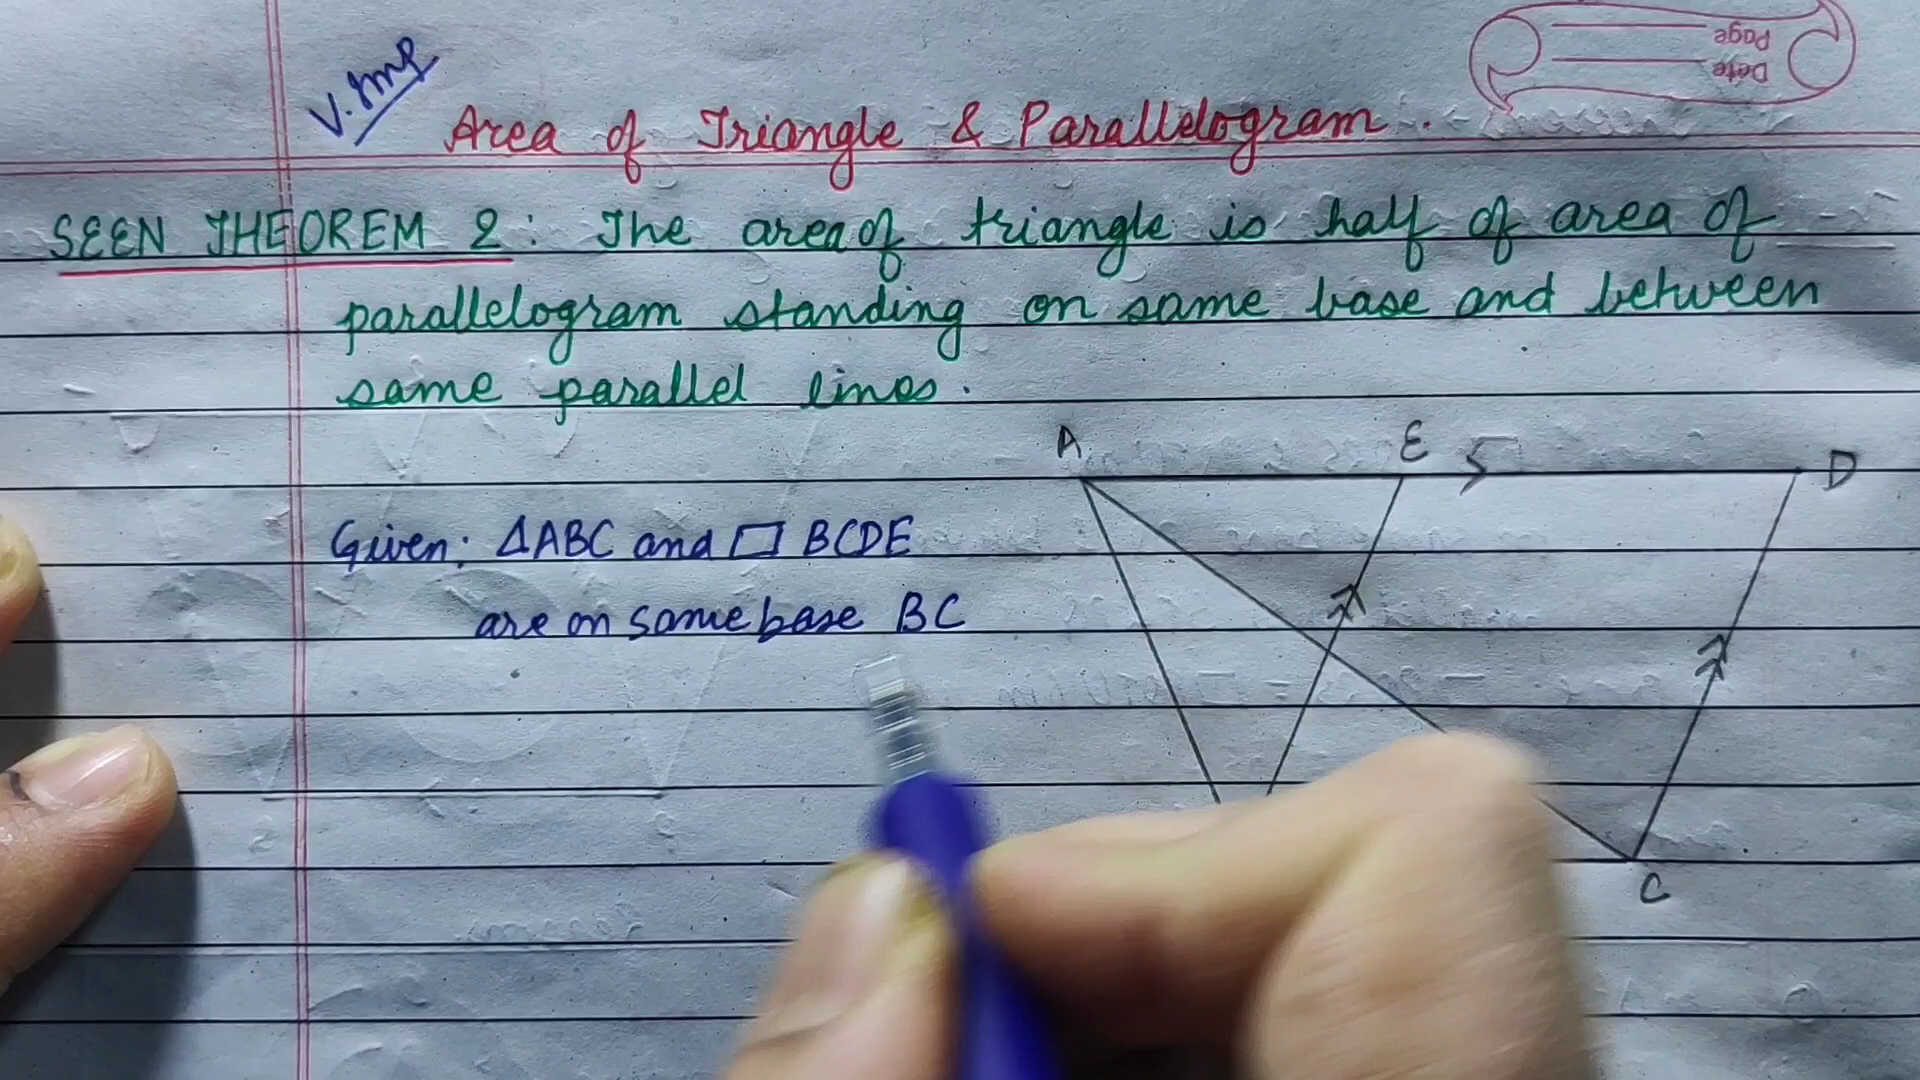 Page
Date
V. Imp
Area of Triangle & Parallelogram.
SEEN THEOREM 2: The area of triangle is half of area of
parallelogram standing on same base and between
same parallel lines.
A E D
Given: ΔABC and ▱ BCDE
are on same base BC
C